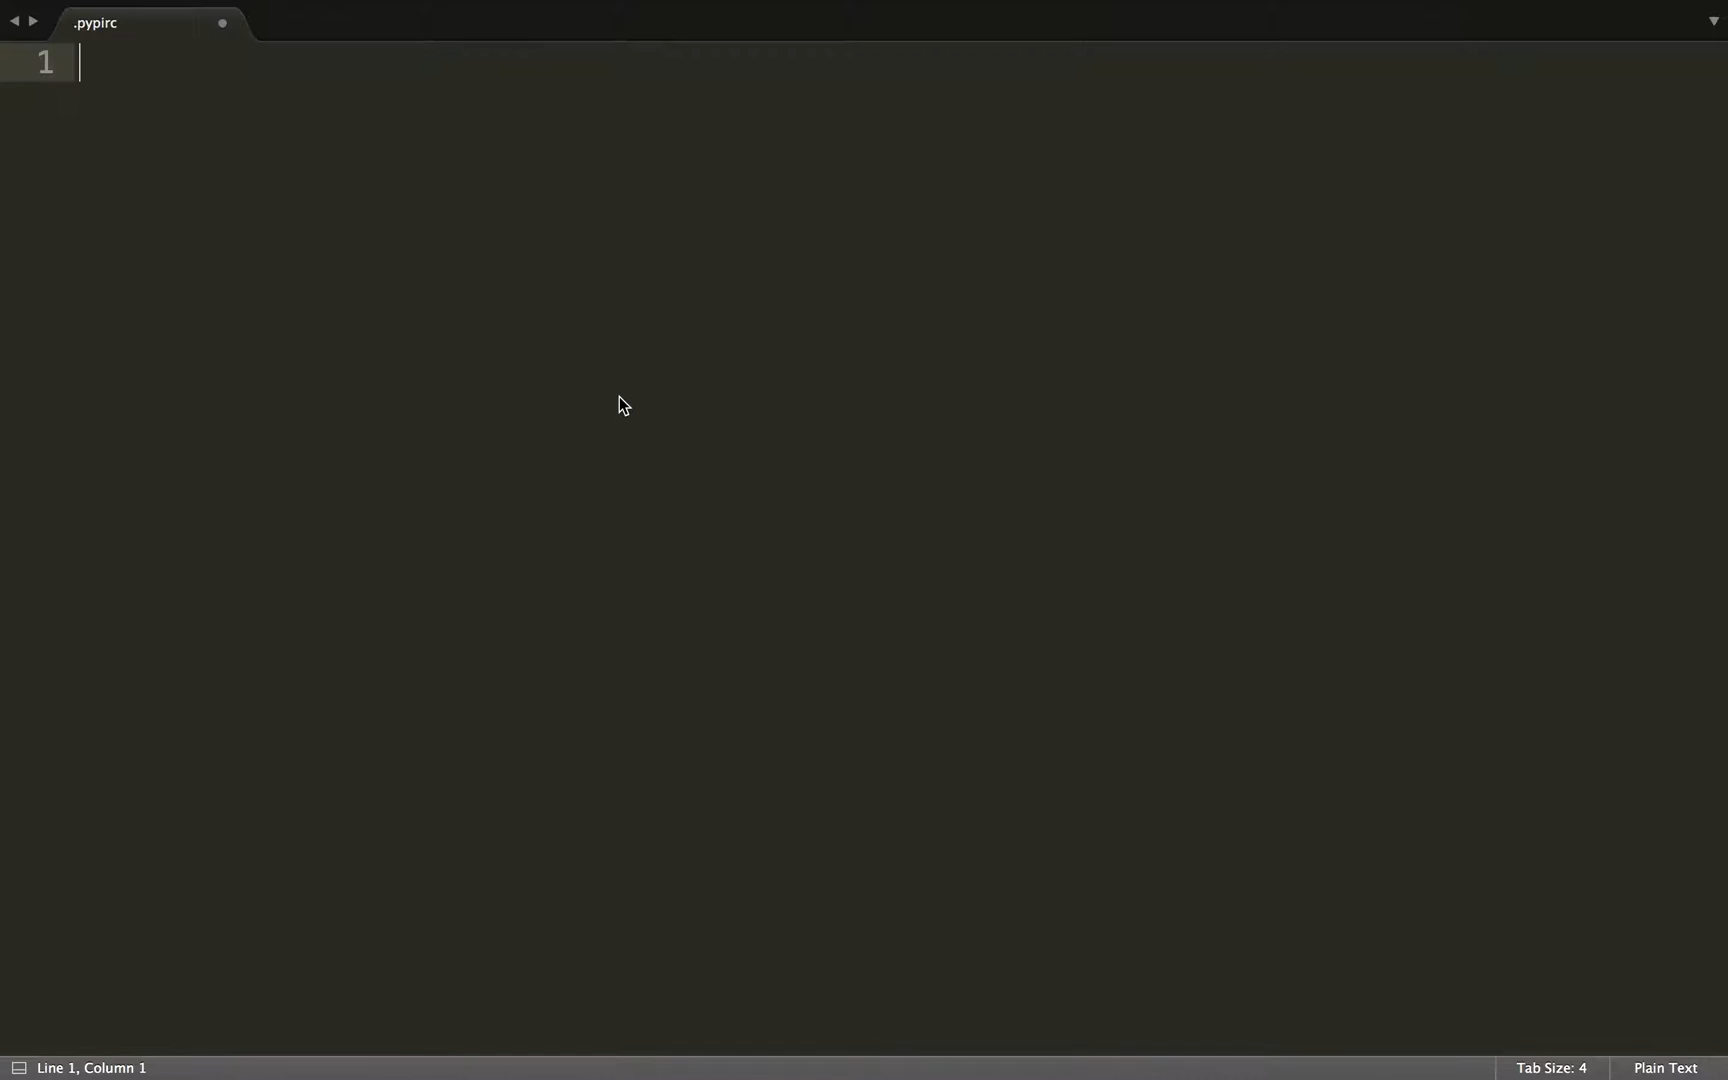 .pypirc
1
Line 1, Column 1
Tab Size: 4
Plain Text